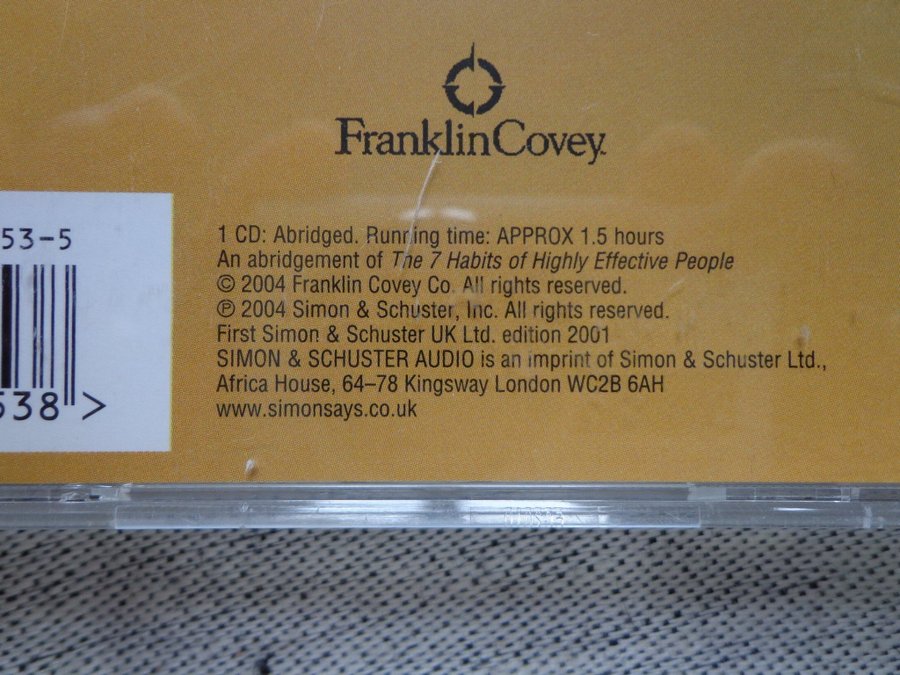 FranklinCovey
53-5
538>
1 CD: Abridged. Running time: APPROX 1.5 hours
An abridgement of The 7 Habits of Highly Effective People
© 2004 Franklin Covey Co. All rights reserved.
℗ 2004 Simon & Schuster, Inc. All rights reserved.
First Simon & Schuster UK Ltd. edition 2001
SIMON & SCHUSTER AUDIO is an imprint of Simon & Schuster Ltd.,
Africa House, 64–78 Kingsway London WC2B 6AH
www.simonsays.co.uk